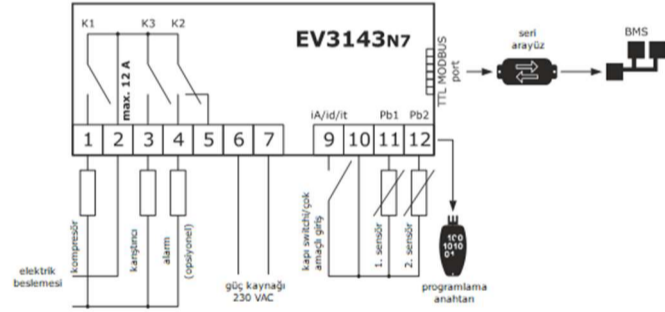 K1 K3 K2
EV3143N7
max. 12 A
TTL MODBUS
port
seri
arayüz
BMS
iA/id/it Pb1 Pb2
1 2 3 4 5 6 7 9 10 11 12
kompresör
karıştırıcı
alarm
(opsiyonel)
kapı switchi/çok
amaçlı giriş
1. sensör
2. sensör
elektrik
beslemesi
güç kaynağı
230 VAC
100
1010
01
programlama
anahtarı